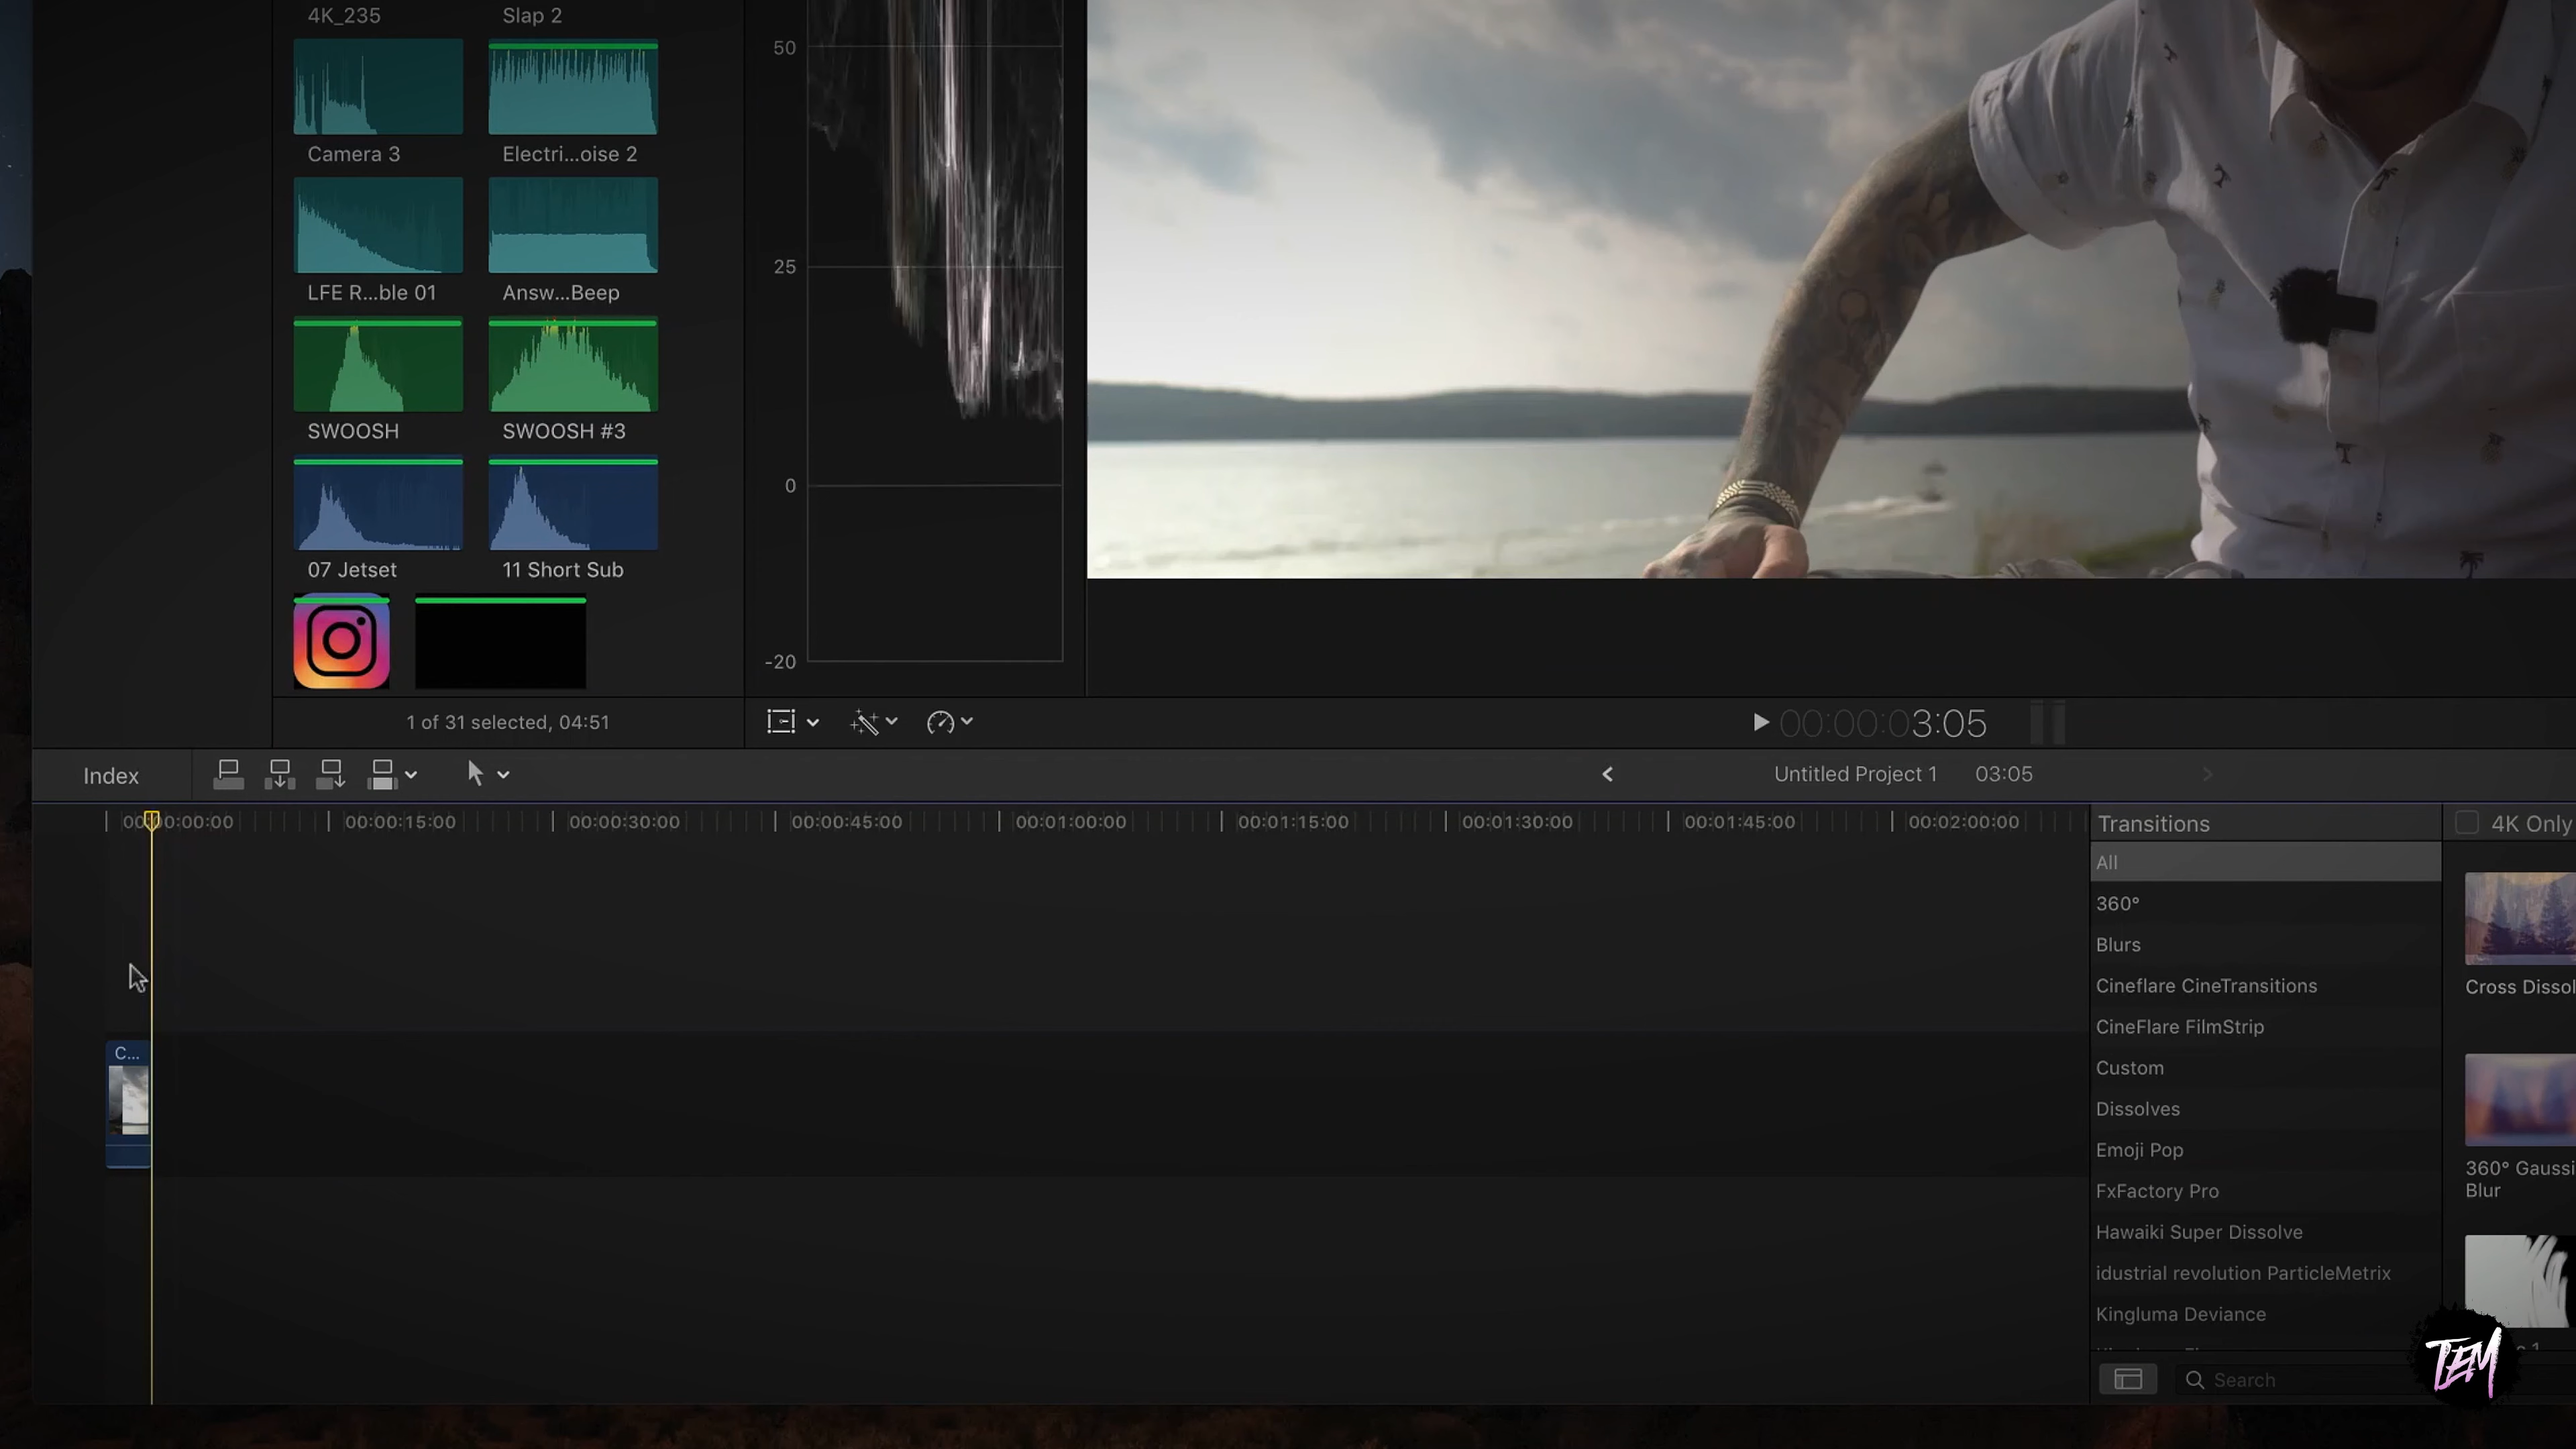 4K_235
Slap 2
Camera 3
Electri...oise 2
LFE R...ble 01
Answ...Beep
SWOOSH
SWOOSH #3
07 Jetset
11 Short Sub
1 of 31 selected, 04:51
50
25
0
-20
00:00:03:05
Index
Untitled Project 1
03:05
00:00:00:00
00:00:15:00
00:00:30:00
00:00:45:00
00:01:00:00
00:01:15:00
00:01:30:00
00:01:45:00
00:02:00:00
C...
Transitions
4K Only
All
360°
Blurs
Cineflare CineTransitions
CineFlare FilmStrip
Custom
Dissolves
Emoji Pop
FxFactory Pro
Hawaiki Super Dissolve
idustrial revolution ParticleMetrix
Kingluma Deviance
Cross Dissol
360° Gaussi
Blur
Search
TEM